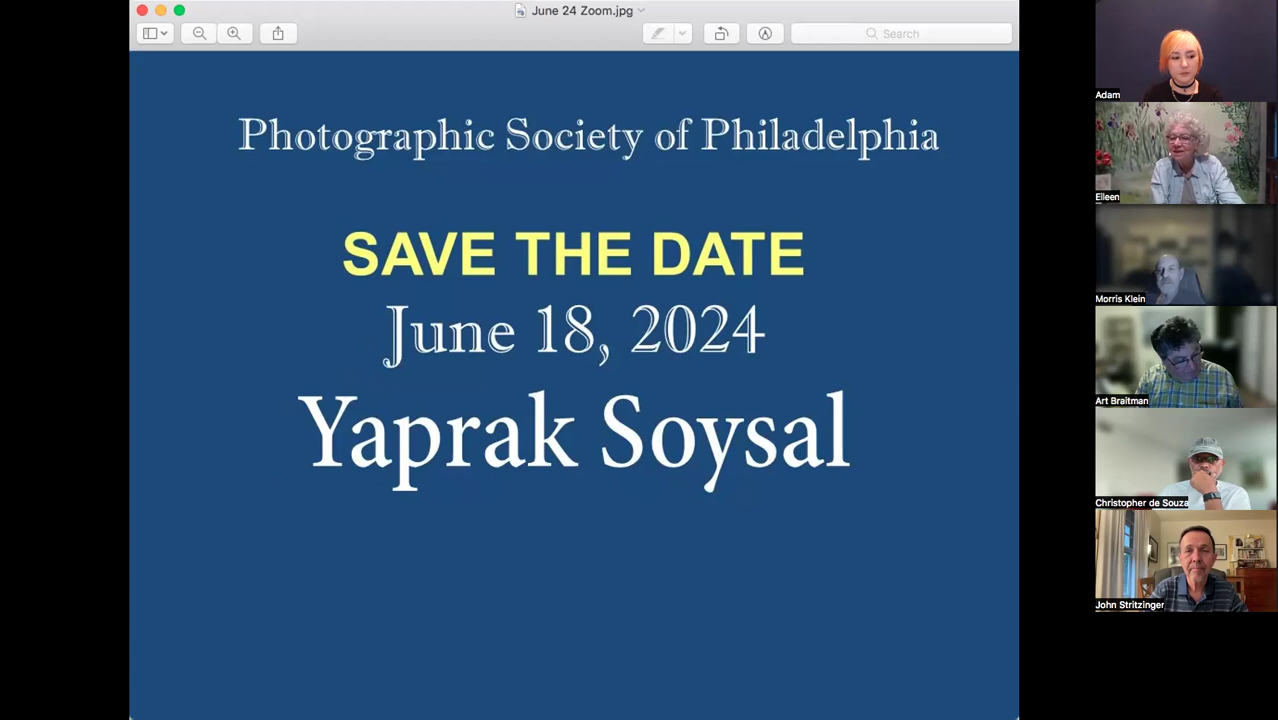 June 24 Zoom.jpg
Search
Photographic Society of Philadelphia
SAVE THE DATE
June 18, 2024
Yaprak Soysal
Adam
Eileen
Morris Klein
Art Braitman
Christopher de Souza
John Stritzinger